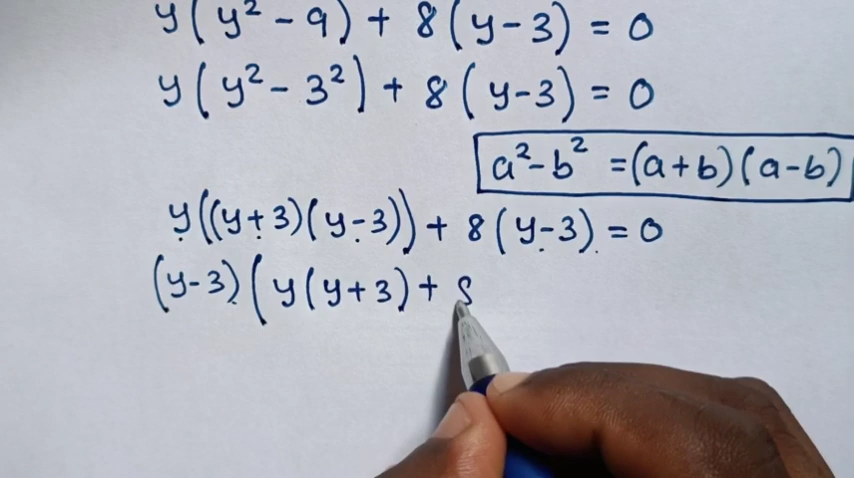 y(y² - 9) + 8(y - 3) = 0
y(y² - 3²) + 8(y-3) = 0
a² - b² = (a+b)(a-b)
y((y+3)(y-3)) + 8(y-3) = 0
(y-3)(y(y+3) + 8